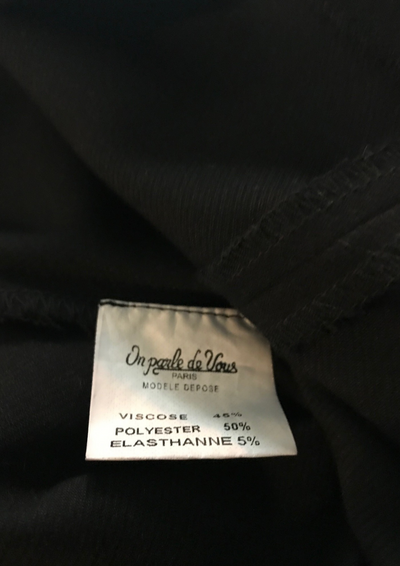 On parle de Vous
PARIS
MODELE DEPOSE
VISCOSE 45%
POLYESTER 50%
ELASTHANNE 5%